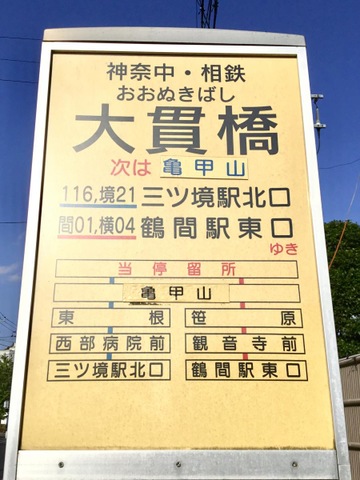 神奈中・相鉄
おおぬきばし
大貫橋
次は 亀甲山
116,境21 三ツ境駅北口
間01,横04 鶴間駅東口
ゆき
当停留所
亀甲山
東根 笹原
西部病院前 観音寺前
三ツ境駅北口 鶴間駅東口